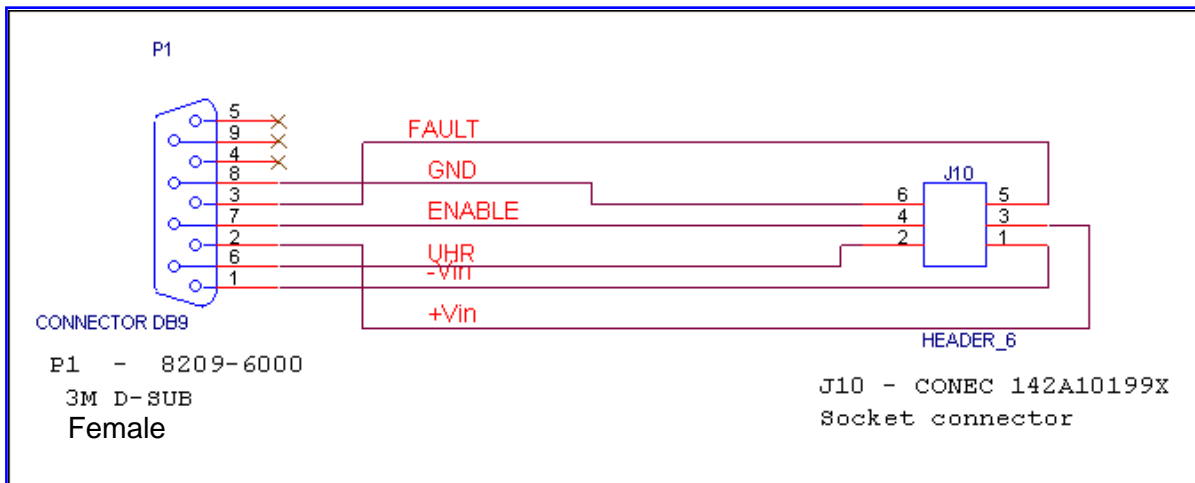 P1
5
9
4
8
3
7
2
6
1
FAULT
GND
ENABLE
UHR
-Vin
+Vin
J10
6 5
4 3
2 1
CONNECTOR DB9
HEADER_6
P1 - 8209-6000
3M D-SUB
Female
J10 - CONEC 142A10199X
Socket connector